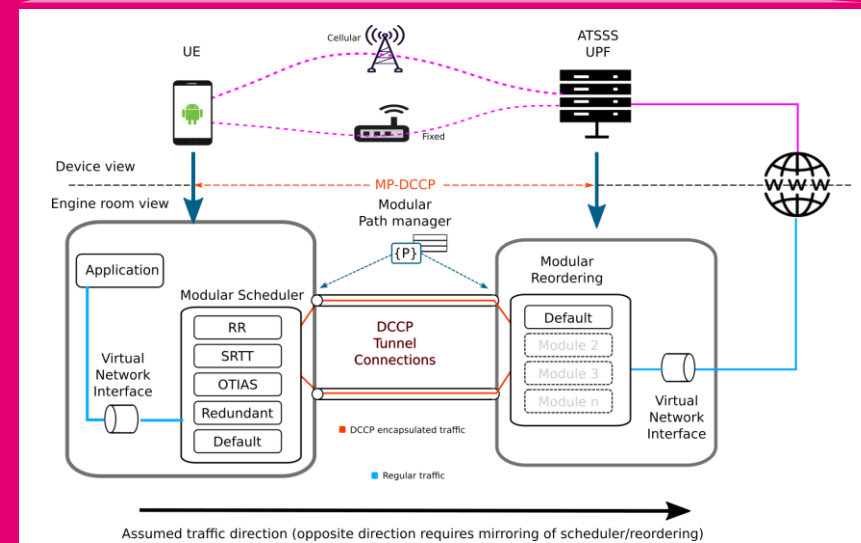 Cellular
ATSSS
UPF
UE
Fixed
Device view
MP-DCCP
WWW
Engine room view
Modular
Path manager
{P}
Application
Modular Scheduler
RR
SRTT
OTIAS
Redundant
Default
Virtual
Network
Interface
DCCP
Tunnel
Connections
Modular
Reordering
Default
Module 2
Module 3
Module n
Virtual
Network
Interface
DCCP encapsulated traffic
Regular traffic
Assumed traffic direction (opposite direction requires mirroring of scheduler/reordering)